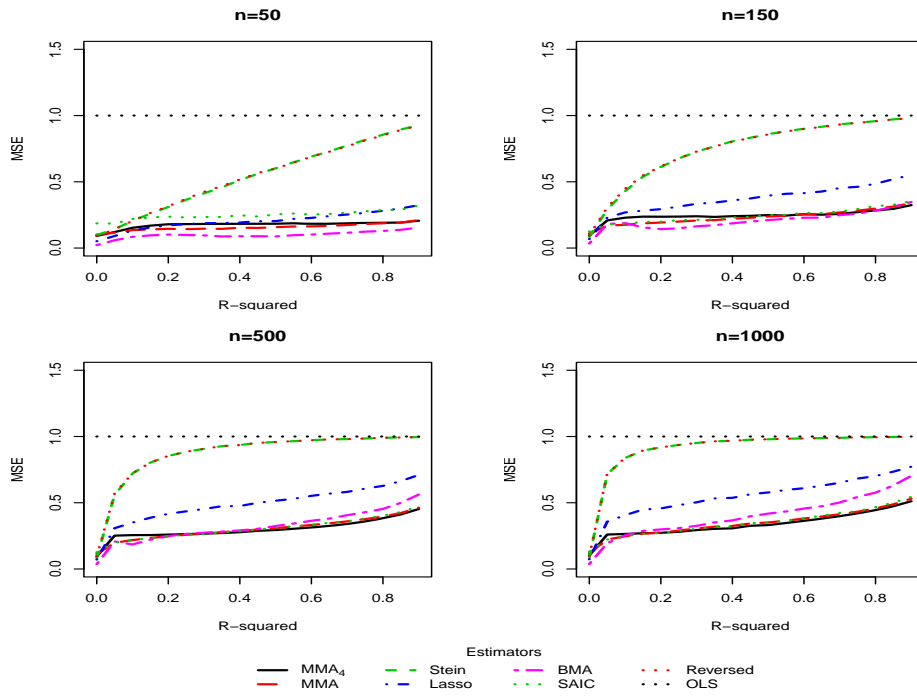 n=50
n=150
MSE
0.0 0.5 1.0 1.5
0.0 0.2 0.4 0.6 0.8
R-squared
MSE
0.0 0.5 1.0 1.5
0.0 0.2 0.4 0.6 0.8
R-squared
n=500
n=1000
MSE
0.0 0.5 1.0 1.5
0.0 0.2 0.4 0.6 0.8
R-squared
MSE
0.0 0.5 1.0 1.5
0.0 0.2 0.4 0.6 0.8
R-squared
Estimators
MMA₄ Stein BMA Reversed
MMA Lasso SAIC OLS